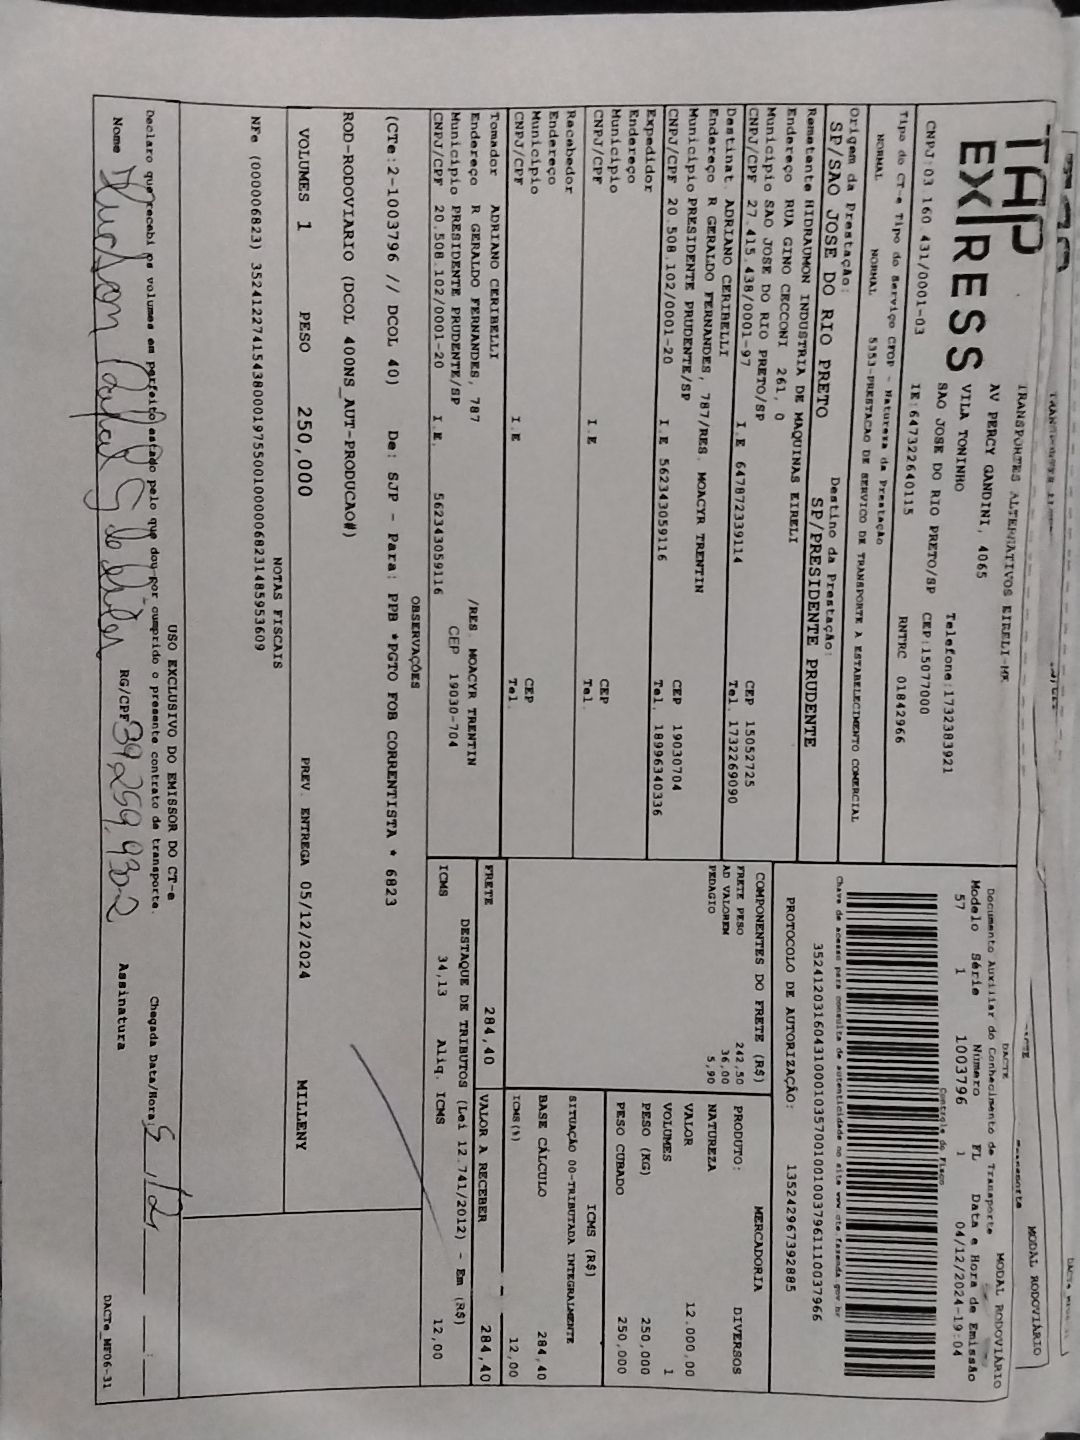 TAP
EXPRESS
TRANSPORTES ALTERNATIVOS EIRELI-ME
AV PERCY GANDINI, 4065
VILA TONINHO
SAO JOSE DO RIO PRETO/SP
Telefone:1732383921
CEP:15077000
CNPJ:03.160.431/0001-03 IE:647322640115 RNTRC 01842966
Tipo do CT-e Tipo do Serviço CFOP - Natureza da Prestação
NORMAL NORMAL 5353-PRESTACAO DE SERVICO DE TRANSPORTE A ESTABELECIMENTO COMERCIAL
Origem da Prestação: Destino da Prestação:
SP/SAO JOSE DO RIO PRETO SP/PRESIDENTE PRUDENTE
MODAL RODOVIÁRIO
DACTE MODAL RODOVIÁRIO
Documento Auxiliar do Conhecimento de Transporte
Modelo Série Número FL Data e Hora de Emissão
57 1 1003796 1 04/12/2024-19:04
Controle do Fisco
Chave de acesso para consulta de autenticidade no site www.cte.fazenda.gov.br
35241203160431000103570010010037961110037966
PROTOCOLO DE AUTORIZAÇÃO: 135242967392885
Remetente HIDRAUMON INDUSTRIA DE MAQUINAS EIRELI
Endereço RUA GINO CECCONI 261, 0
Municipio SAO JOSE DO RIO PRETO/SP CEP 15052725
CNPJ/CPF 27.415.438/0001-97 I.E 647872339114 Tel. 1732269090
Destinat. ADRIANO CERIBELLI
Endereço R GERALDO FERNANDES, 787/RES. MOACYR TRENTIN
Municipio PRESIDENTE PRUDENTE/SP CEP 19030704
CNPJ/CPF 20.508.102/0001-20 I.E 562343059116 Tel. 18996340336
Expedidor
Endereço
Municipio CEP
CNPJ/CPF I.E Tel.
Recebedor
Endereço
Municipio CEP
CNPJ/CPF I.E Tel.
Tomador ADRIANO CERIBELLI
Endereço R GERALDO FERNANDES, 787 /RES. MOACYR TRENTIN
Municipio PRESIDENTE PRUDENTE/SP CEP 19030-704
CNPJ/CPF 20.508.102/0001-20 I.E. 562343059116
COMPONENTES DO FRETE (R$)
FRETE PESO 242,50
AD VALOREM 36,00
PEDAGIO 5,90
MERCADORIA
PRODUTO: DIVERSOS
NATUREZA
VALOR 12.000,00
VOLUMES 1
PESO (KG) 250,000
PESO CUBADO 250,000
ICMS (R$)
SITUAÇÃO 00-TRIBUTADA INTEGRALMENTE
BASE CÁLCULO 284,40
ICMS(%) 12,00
FRETE 284,40 VALOR A RECEBER 284,40
DESTAQUE DE TRIBUTOS (Lei 12.741/2012) - Em (R$)
ICMS 34,13 Aliq. ICMS 12,00
OBSERVAÇÕES
(CTe:2-1003796 // DCOL 40) De: SJP - Para: PPB *PGTO FOB CORRENTISTA * 6823
ROD-RODOVIARIO (DCOL 400NS_AUT-PRODUCAO#)
VOLUMES 1 PESO 250,000 PREV. ENTREGA 05/12/2024 MILLENY
NOTAS FISCAIS
NFe (000006823) 35241227415438000197550010000068231485953609
USO EXCLUSIVO DO EMISSOR DO CT-e
Declaro que recebi os volumes em perfeito estado pelo que dou por cumprido o presente contrato de transporte. Chegada Data/Hora:
Nome RG/CPF 39.259.930-2 Assinatura
DACTe_MF06-31